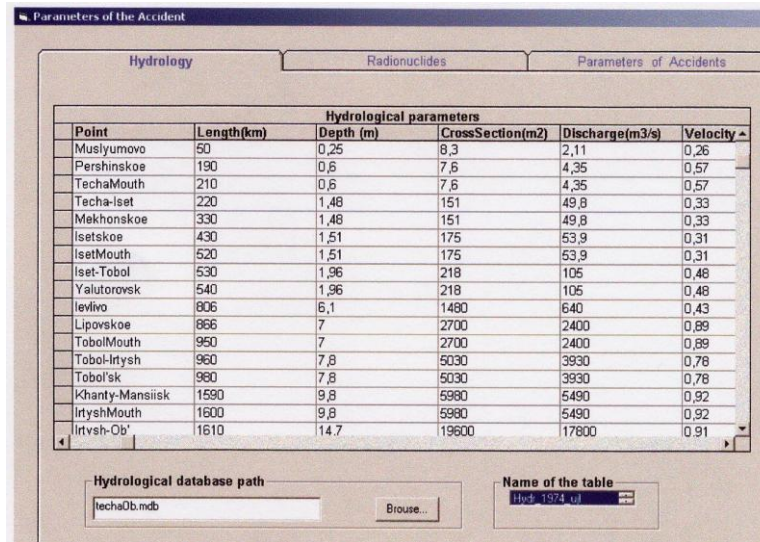 Parameters of the Accident
Hydrology Radionuclides Parameters of Accidents
Hydrological parameters
Point Length(km) Depth (m) CrossSection(m2) Discharge(m3/s) Velocity
Muslyumovo 50 0,25 8,3 2,11 0,26
Pershinskoe 190 0,6 7,6 4,35 0,57
TechaMouth 210 0,6 7,6 4,35 0,57
Techa-Iset 220 1,48 151 49,8 0,33
Mekhonskoe 330 1,48 151 49,8 0,33
Isetskoe 430 1,51 175 53,9 0,31
IsetMouth 520 1,51 175 53,9 0,31
Iset-Tobol 530 1,96 218 105 0,48
Yalutorovsk 540 1,96 218 105 0,48
Ievlivo 806 6,1 1480 640 0,43
Lipovskoe 866 7 2700 2400 0,89
TobolMouth 950 7 2700 2400 0,89
Tobol-Irtysh 960 7,8 5030 3930 0,78
Tobol'sk 980 7,8 5030 3930 0,78
Khanty-Mansiisk 1590 9,8 5980 5490 0,92
IrtyshMouth 1600 9,8 5980 5490 0,92
Irtysh-Ob' 1610 14,7 19600 17800 0,91
Hydrological database path
techaOb.mdb
Browse...
Name of the table
Hydr_1974_ujl